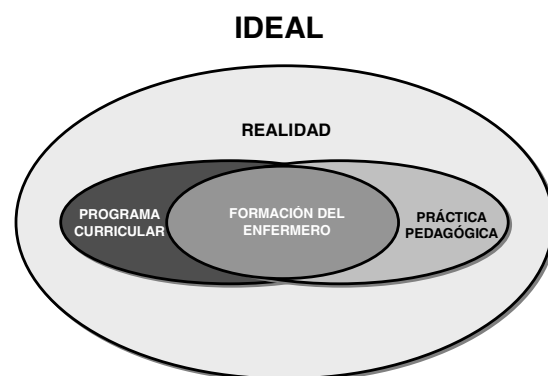 IDEAL
REALIDAD
PROGRAMA
CURRICULAR
FORMACIÓN DEL
ENFERMERO
PRÁCTICA
PEDAGÓGICA